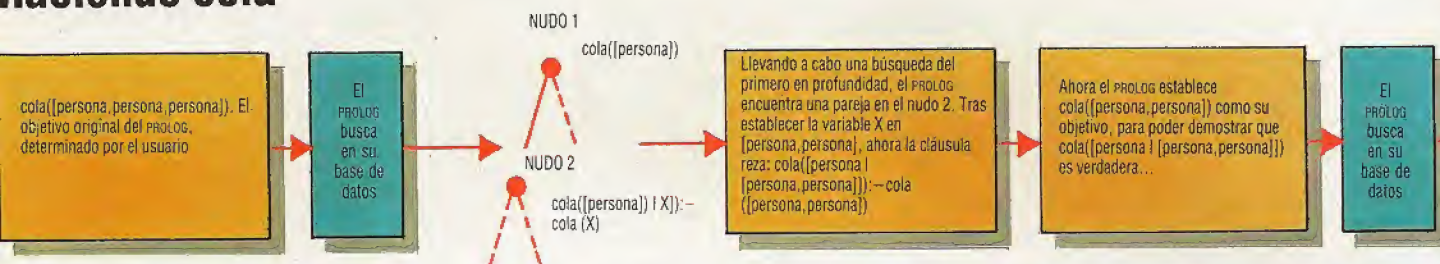 cola([persona,persona,persona]). El
objetivo original del PROLOG,
determinado por el usuario
El
PROLOG
busca
en su
base de
datos
NUDO 1
cola([persona])
NUDO 2
cola([persona]) | X]):–
cola (X)
Llevando a cabo una búsqueda del
primero en profundidad, el PROLOG
encuentra una pareja en el nudo 2. Tras
establecer la variable X en
[persona,persona], ahora la cláusula
reza: cola([persona |
[persona,persona]]):–cola
([persona,persona])
Ahora el PROLOG establece
cola([persona,persona]) como su
objetivo, para poder demostrar que
cola([persona | [persona,persona]])
es verdadera...
El
PROLOG
busca
en su
base de
datos